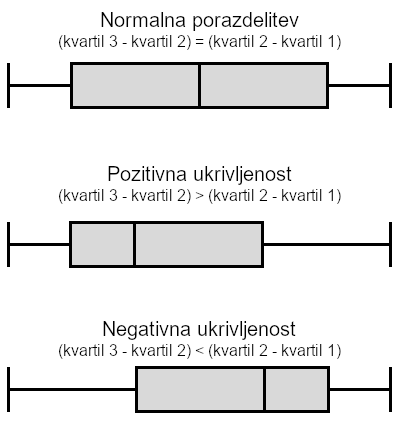 Normalna porazdelitev
(kvartil 3 - kvartil 2) = (kvartil 2 - kvartil 1)
Pozitivna ukrivljenost
(kvartil 3 - kvartil 2) > (kvartil 2 - kvartil 1)
Negativna ukrivljenost
(kvartil 3 - kvartil 2) < (kvartil 2 - kvartil 1)